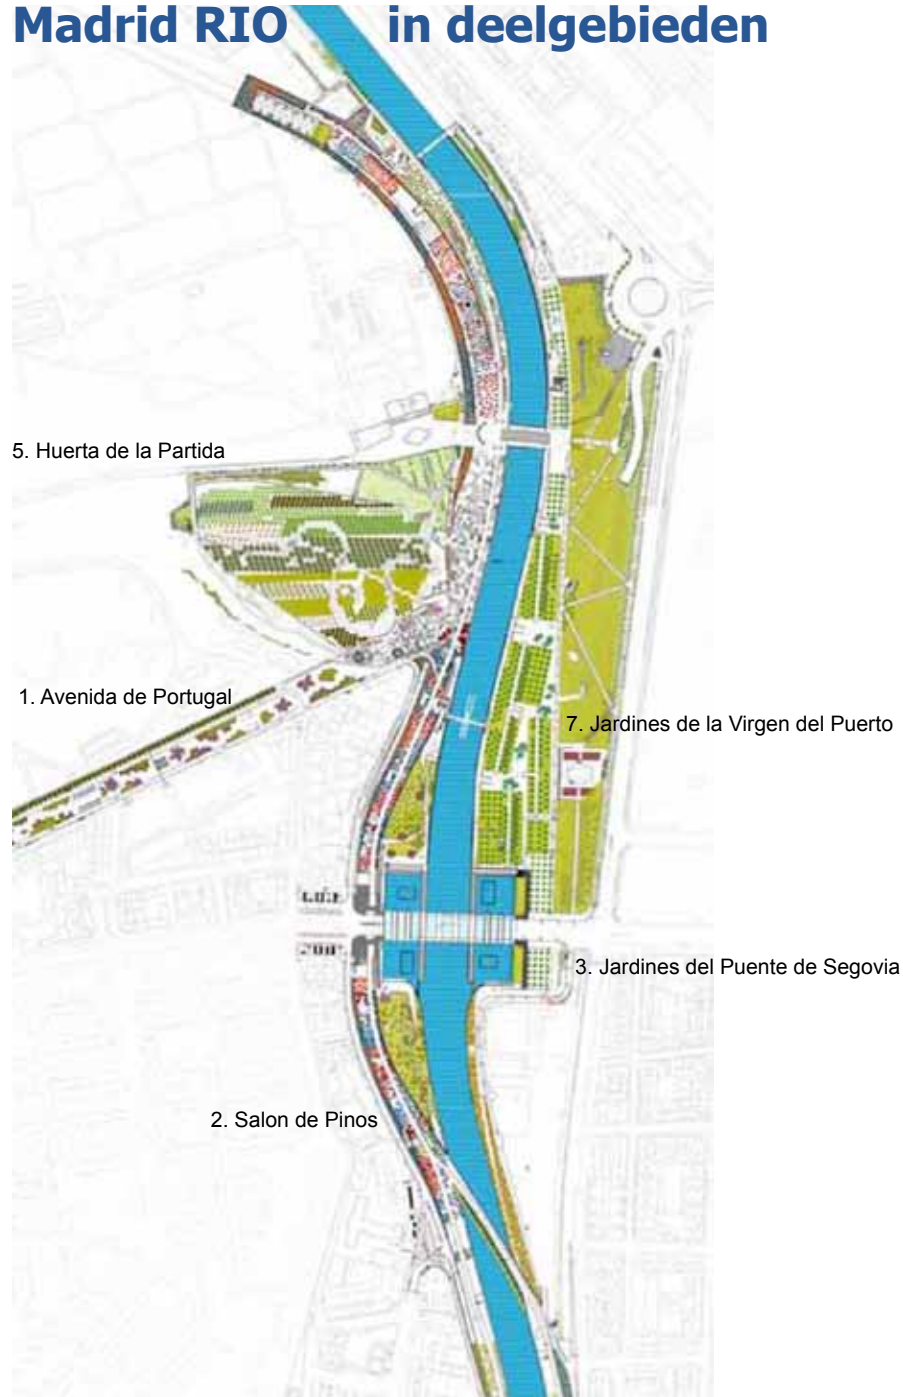 Madrid RIO in deelgebieden
5. Huerta de la Partida
1. Avenida de Portugal
7. Jardines de la Virgen del Puerto
3. Jardines del Puente de Segovia
2. Salon de Pinos